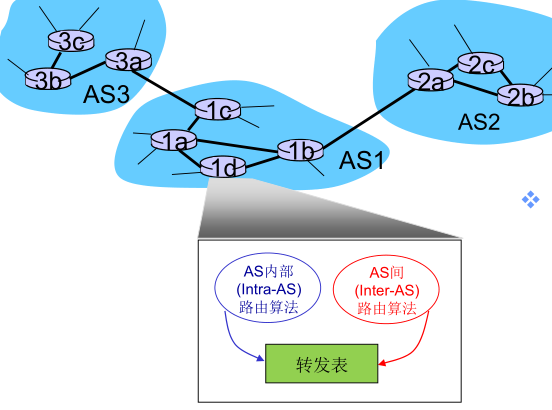 3c
3a
3b
AS3
2c
2a
2b
AS2
1c
1a
1b
1d
AS1
AS内部
(Intra-AS)
路由算法
AS间
(Inter-AS)
路由算法
转发表